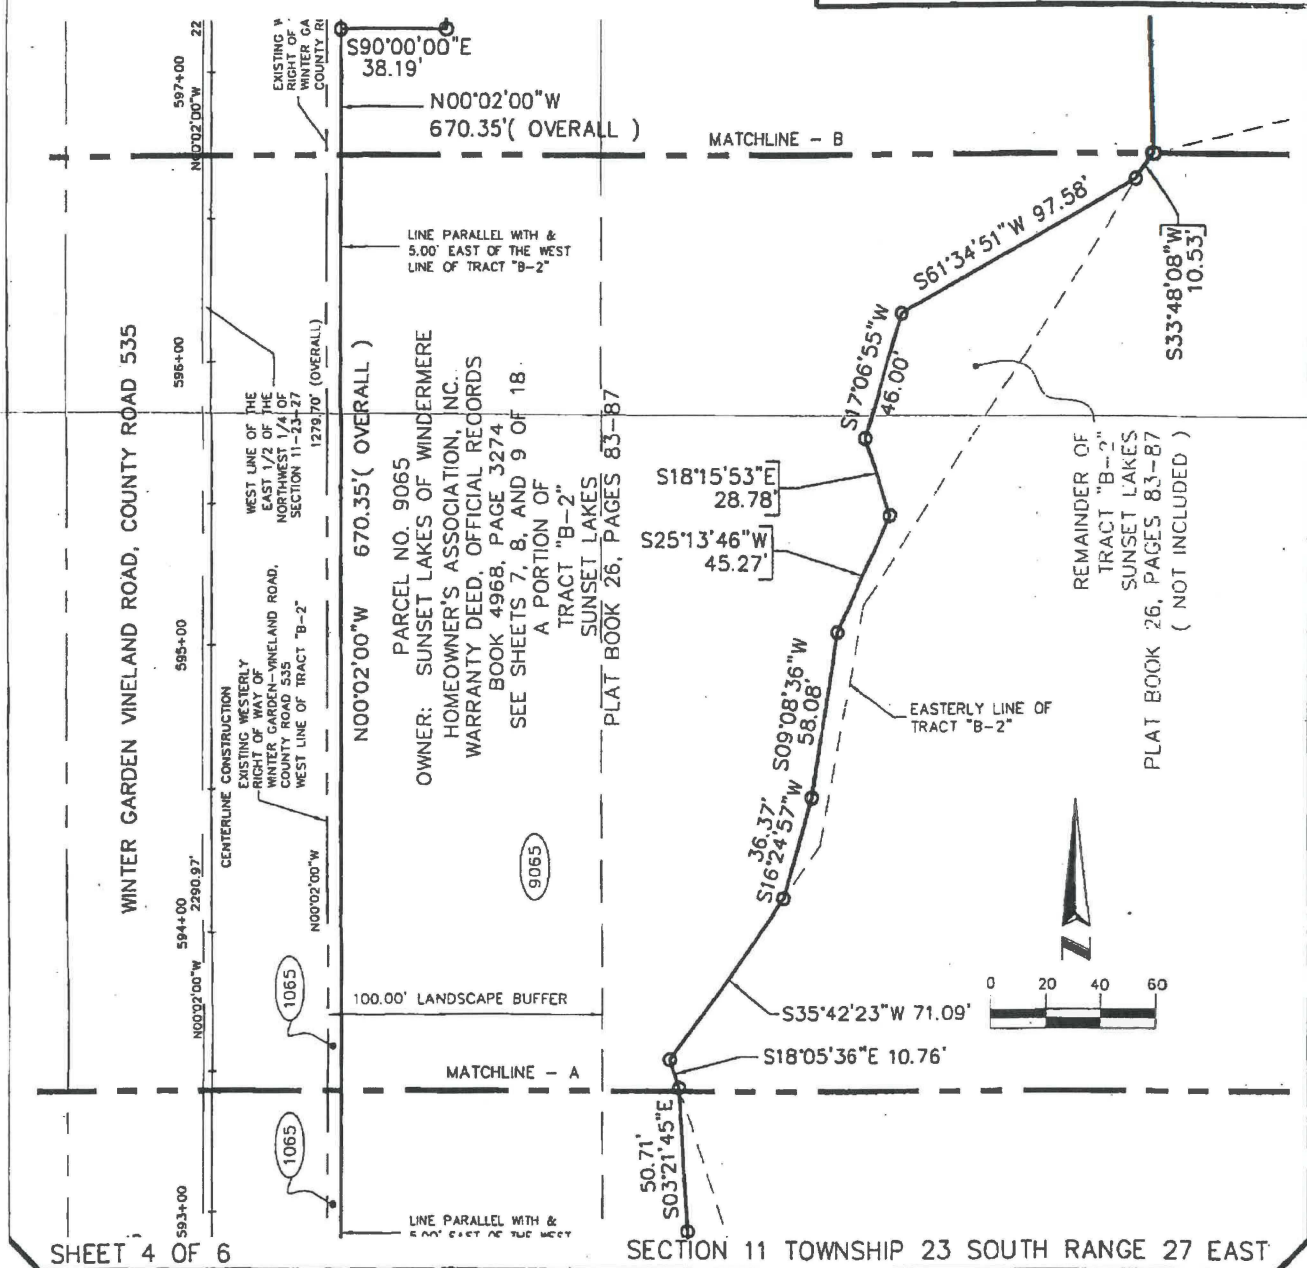 S90°00'00"E
38.19'
N00°02'00"W
670.35'( OVERALL )
MATCHLINE - B
22
597+00
N00°02'00"W
EXISTING
RIGHT OF
WINTER GA
COUNTY
LINE PARALLEL WITH &
5.00' EAST OF THE WEST
LINE OF TRACT "B-2"
S61°34'51"W 97.58'
S33°48'08"W
10.53'
WINTER GARDEN VINELAND ROAD, COUNTY ROAD 535
596+00
WEST LINE OF THE
EAST 1/2 OF THE
NORTHWEST 1/4 OF
SECTION 11-23-27
1279.70' (OVERALL)
N00°02'00"W 670.35'( OVERALL )
PARCEL NO. 9065
OWNER: SUNSET LAKES OF WINDERMERE
HOMEOWNER'S ASSOCIATION, INC.
WARRANTY DEED, OFFICIAL RECORDS
BOOK 4968, PAGE 3274
SEE SHEETS 7, 8, AND 9 OF 18
A PORTION OF
TRACT "B-2"
SUNSET LAKES
PLAT BOOK 26, PAGES 83-87
S17°06'55"W
46.00'
S18°15'53"E
28.78'
S25°13'46"W
45.27'
REMAINDER OF
TRACT "B-2"
SUNSET LAKES
PLAT BOOK 26, PAGES 83-87
( NOT INCLUDED )
595+00
CENTERLINE CONSTRUCTION
EXISTING WESTERLY
RIGHT OF WAY OF
WINTER GARDEN-VINELAND ROAD,
COUNTY ROAD 535
WEST LINE OF TRACT "B-2"
S09°08'36"W
58.08'
EASTERLY LINE OF
TRACT "B-2"
36.37'
S16°24'57"W
9065
N00°02'00"W
2290.97'
594+00
N00°02'00"W
1065
100.00' LANDSCAPE BUFFER
N
0 20 40 60
S35°42'23"W 71.09'
S18°05'36"E 10.76'
MATCHLINE - A
1065
50.71'
S03°21'45"E
593+00
LINE PARALLEL WITH &
5.00' EAST OF THE WEST
SHEET 4 OF 6
SECTION 11 TOWNSHIP 23 SOUTH RANGE 27 EAST